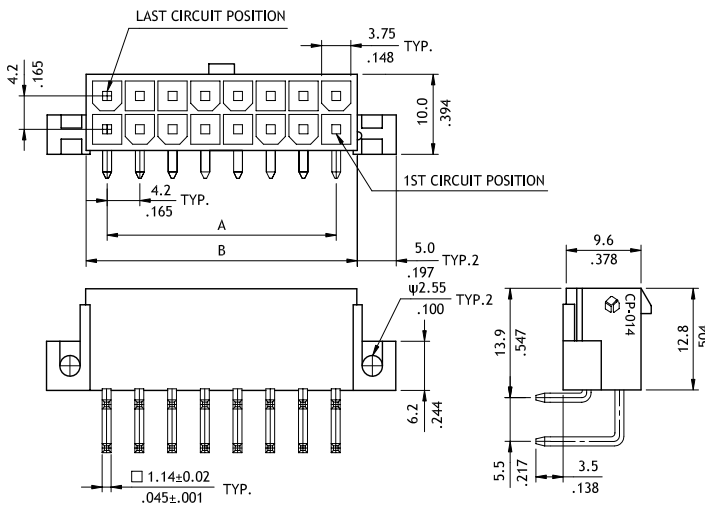 LAST CIRCUIT POSITION
3.75
.148
TYP.
4.2
.165
10.0
.394
1ST CIRCUIT POSITION
4.2
.165
TYP.
A
B
5.0
.197
TYP.2
ψ2.55
.100
TYP.2
9.6
.378
CP-014
13.9
.547
12.8
.504
6.2
.244
5.5
.217
3.5
.138
□ 1.14±0.02
.045±.001
TYP.